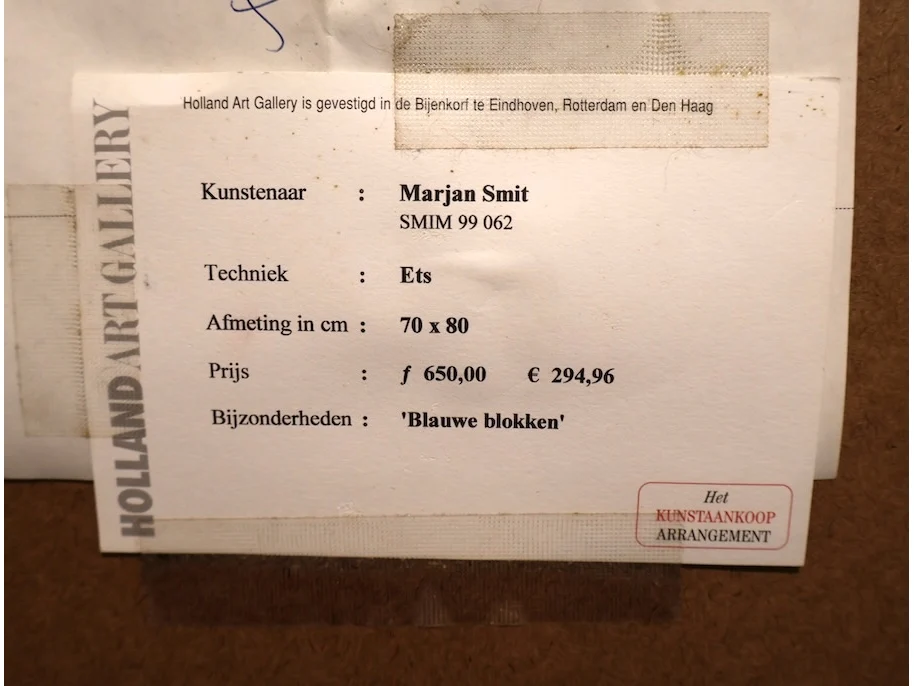 Holland Art Gallery is gevestigd in de Bijenkorf te Eindhoven, Rotterdam en Den Haag
HOLLAND ART GALLERY
Kunstenaar : Marjan Smit
SMIM 99 062
Techniek : Ets
Afmeting in cm : 70 x 80
Prijs : ƒ 650,00 € 294,96
Bijzonderheden : 'Blauwe blokken'
Het
KUNSTAANKOOP
ARRANGEMENT